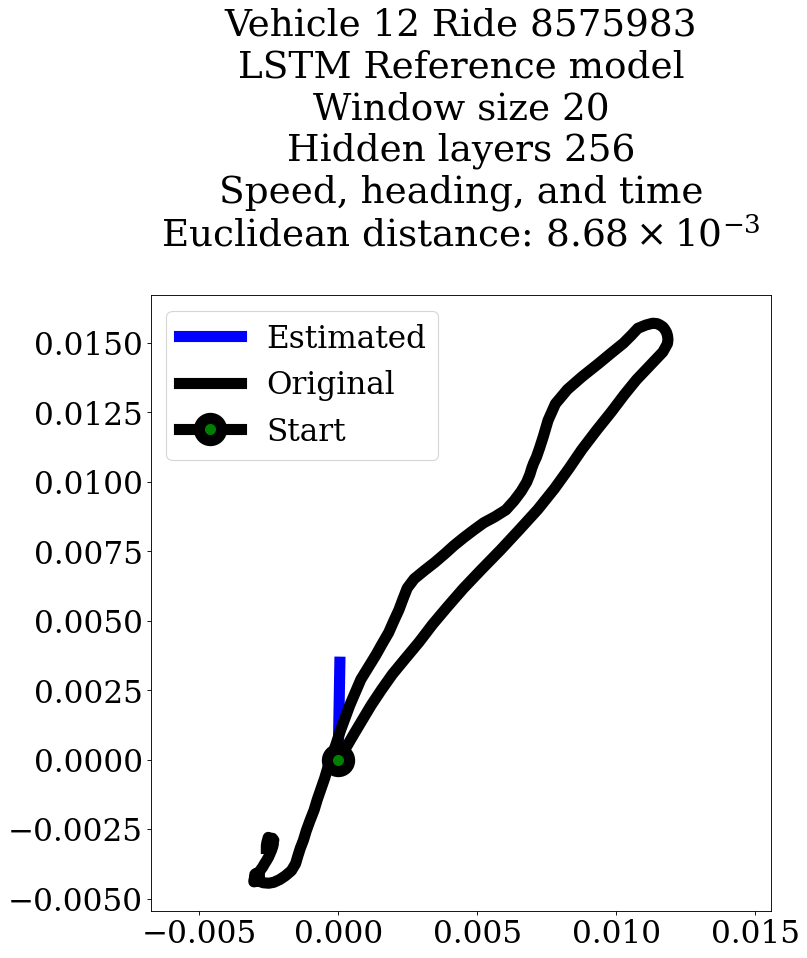 Vehicle 12 Ride 8575983
LSTM Reference model
Window size 20
Hidden layers 256
Speed, heading, and time
Euclidean distance: 8.68 × 10⁻³
Estimated
Original
Start
0.0150
0.0125
0.0100
0.0075
0.0050
0.0025
0.0000
−0.0025
−0.0050
−0.005 0.000 0.005 0.010 0.015